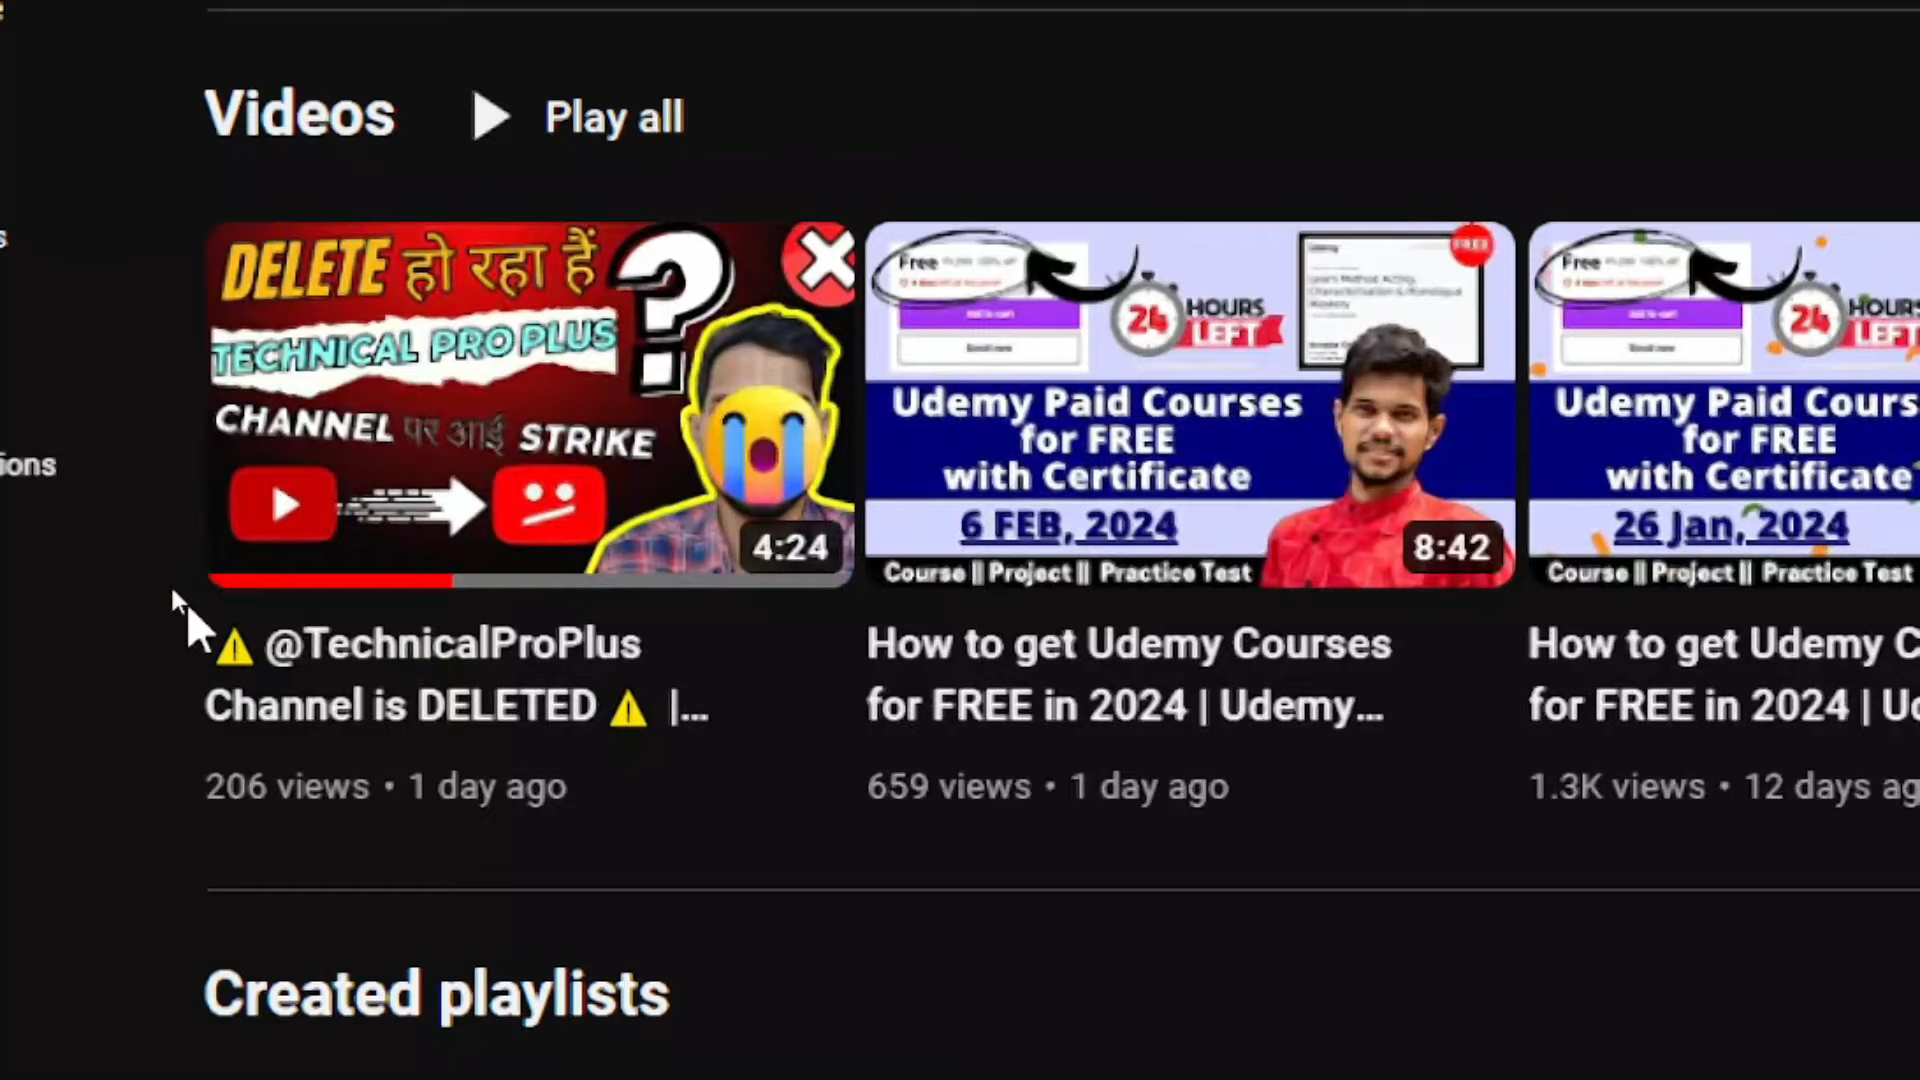 Videos
Play all
DELETE हो रहा हैं ?
TECHNICAL PRO PLUS
CHANNEL पर आई STRIKE
4:24
Free
24 HOURS LEFT
FREE
Udemy
Udemy Paid Courses
for FREE
with Certificate
6 FEB, 2024
8:42
Course || Project || Practice Test
Free
24 HOURS
LEFT
Udemy Paid Cours
for FREE
with Certificate
26 Jan, 2024
Course || Project || Practice Test
ions
⚠ @TechnicalProPlus
Channel is DELETED ⚠ |...
206 views • 1 day ago
How to get Udemy Courses
for FREE in 2024 | Udemy...
659 views • 1 day ago
How to get Udemy C
for FREE in 2024 | Ud
1.3K views • 12 days ag
Created playlists